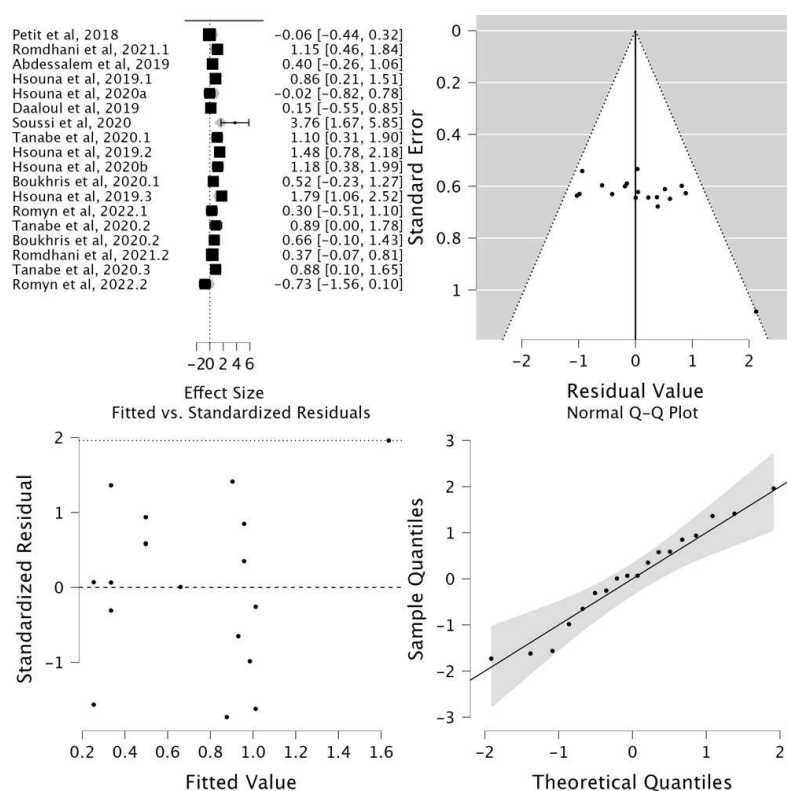 Petit et al, 2018 -0.06 [-0.44, 0.32]
Romdhani et al, 2021.1 1.15 [0.46, 1.84]
Abdessalem et al, 2019 0.40 [-0.26, 1.06]
Hsouna et al, 2019.1 0.86 [0.21, 1.51]
Hsouna et al, 2020a -0.02 [-0.82, 0.78]
Daaloul et al, 2019 0.15 [-0.55, 0.85]
Soussi et al, 2020 3.76 [1.67, 5.85]
Tanabe et al, 2020.1 1.10 [0.31, 1.90]
Hsouna et al, 2019.2 1.48 [0.78, 2.18]
Hsouna et al, 2020b 1.18 [0.38, 1.99]
Boukhris et al, 2020.1 0.52 [-0.23, 1.27]
Hsouna et al, 2019.3 1.79 [1.06, 2.52]
Romyn et al, 2022.1 0.30 [-0.51, 1.10]
Tanabe et al, 2020.2 0.89 [0.00, 1.78]
Boukhris et al, 2020.2 0.66 [-0.10, 1.43]
Romdhani et al, 2021.2 0.37 [-0.07, 0.81]
Tanabe et al, 2020.3 0.88 [0.10, 1.65]
Romyn et al, 2022.2 -0.73 [-1.56, 0.10]
-2 0 2 4 6
Effect Size
0
0.2
0.4
0.6
0.8
1
Standard Error
-2 -1 0 1 2
Residual Value
Fitted vs. Standardized Residuals
2
1
0
-1
Standardized Residual
0.2 0.4 0.6 0.8 1.0 1.2 1.4 1.6
Fitted Value
Normal Q-Q Plot
3
2
1
0
-1
-2
-3
Sample Quantiles
-2 -1 0 1 2
Theoretical Quantiles